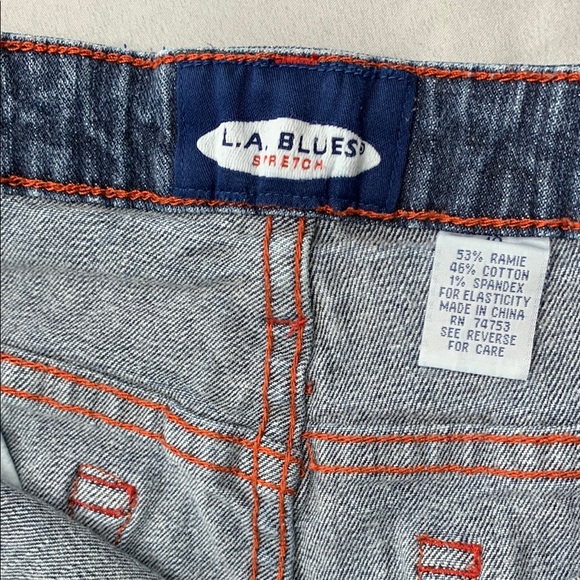 L.A. BLUES®
STRETCH
53% RAMIE
46% COTTON
1% SPANDEX
FOR ELASTICITY
MADE IN CHINA
RN 74753
SEE REVERSE
FOR CARE